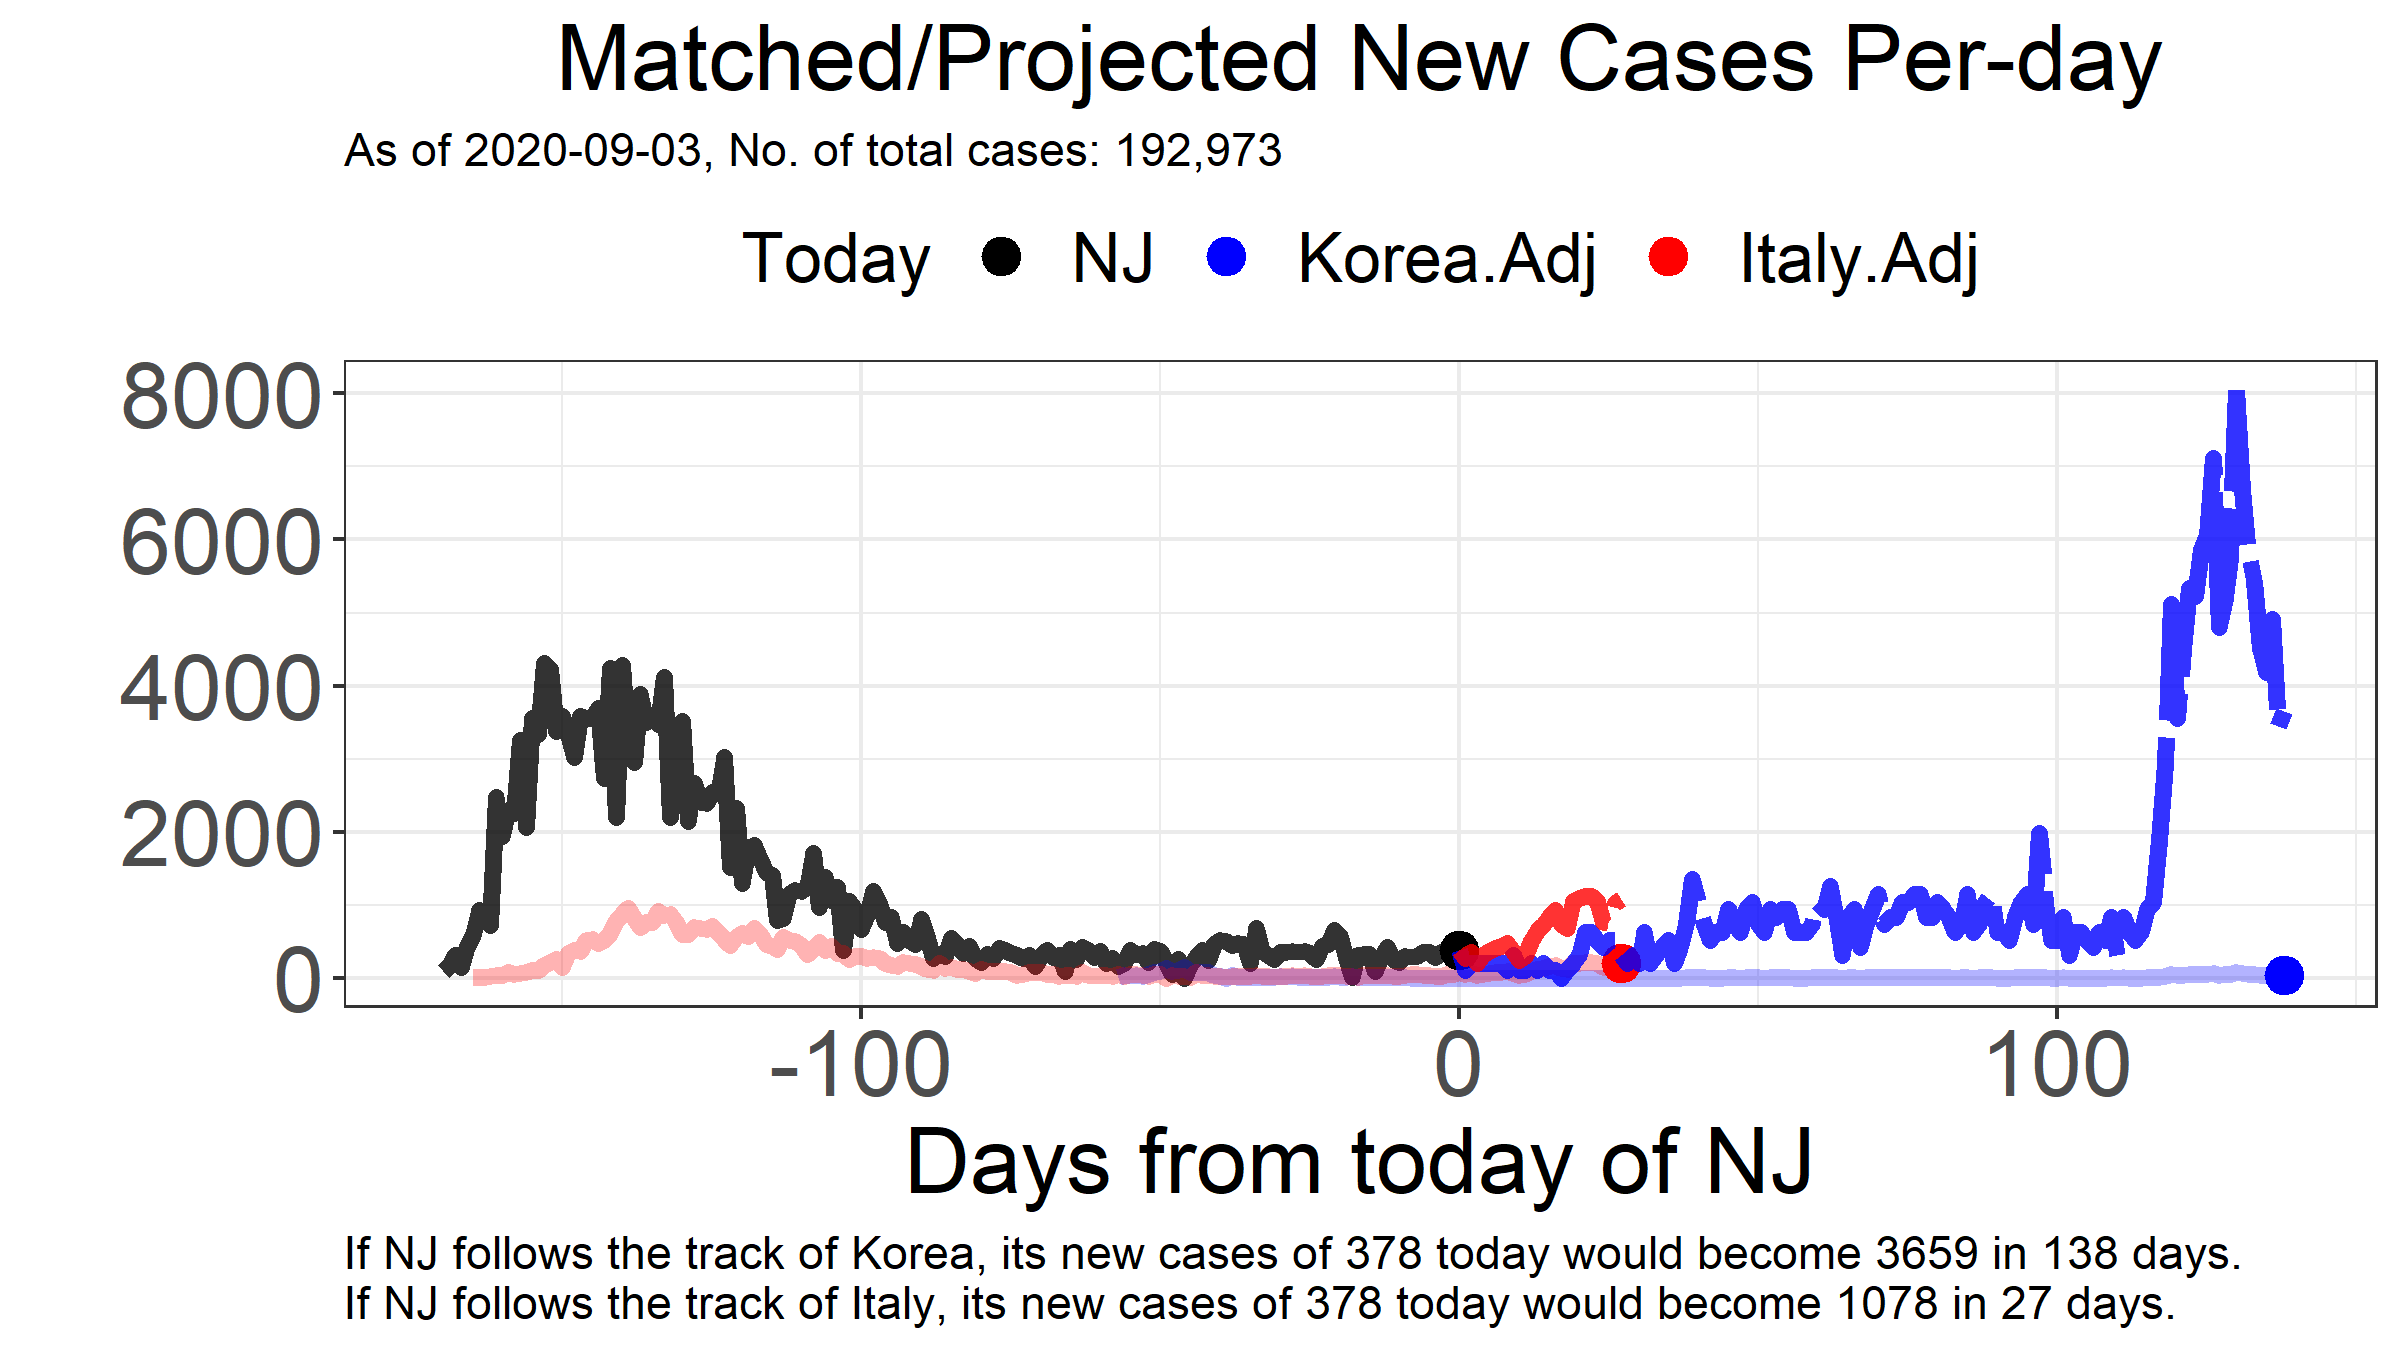 Matched/Projected New Cases Per-day
As of 2020-09-03, No. of total cases: 192,973
Today NJ Korea.Adj Italy.Adj
8000
6000
4000
2000
0
-100 0 100
Days from today of NJ
If NJ follows the track of Korea, its new cases of 378 today would become 3659 in 138 days.
If NJ follows the track of Italy, its new cases of 378 today would become 1078 in 27 days.